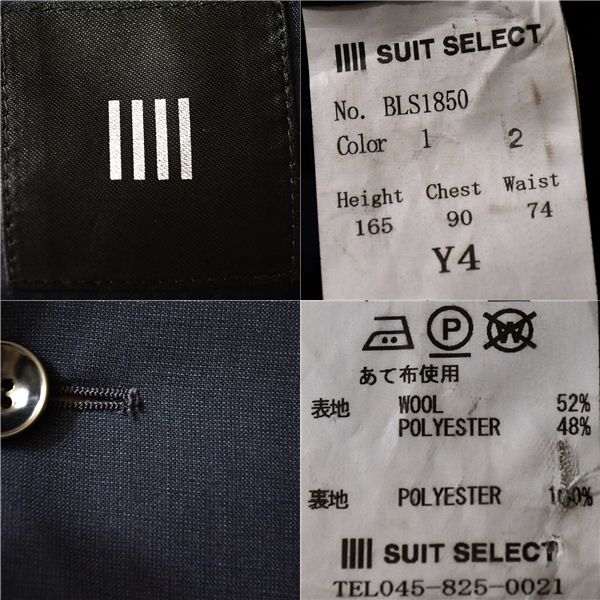 SUIT SELECT
No. BLS1850
Color 1 2
Height Chest Waist
165 90 74
Y4
P
W
あて布使用
表地 WOOL 52%
POLYESTER 48%
裏地 POLYESTER 100%
SUIT SELECT
TEL045-825-0021